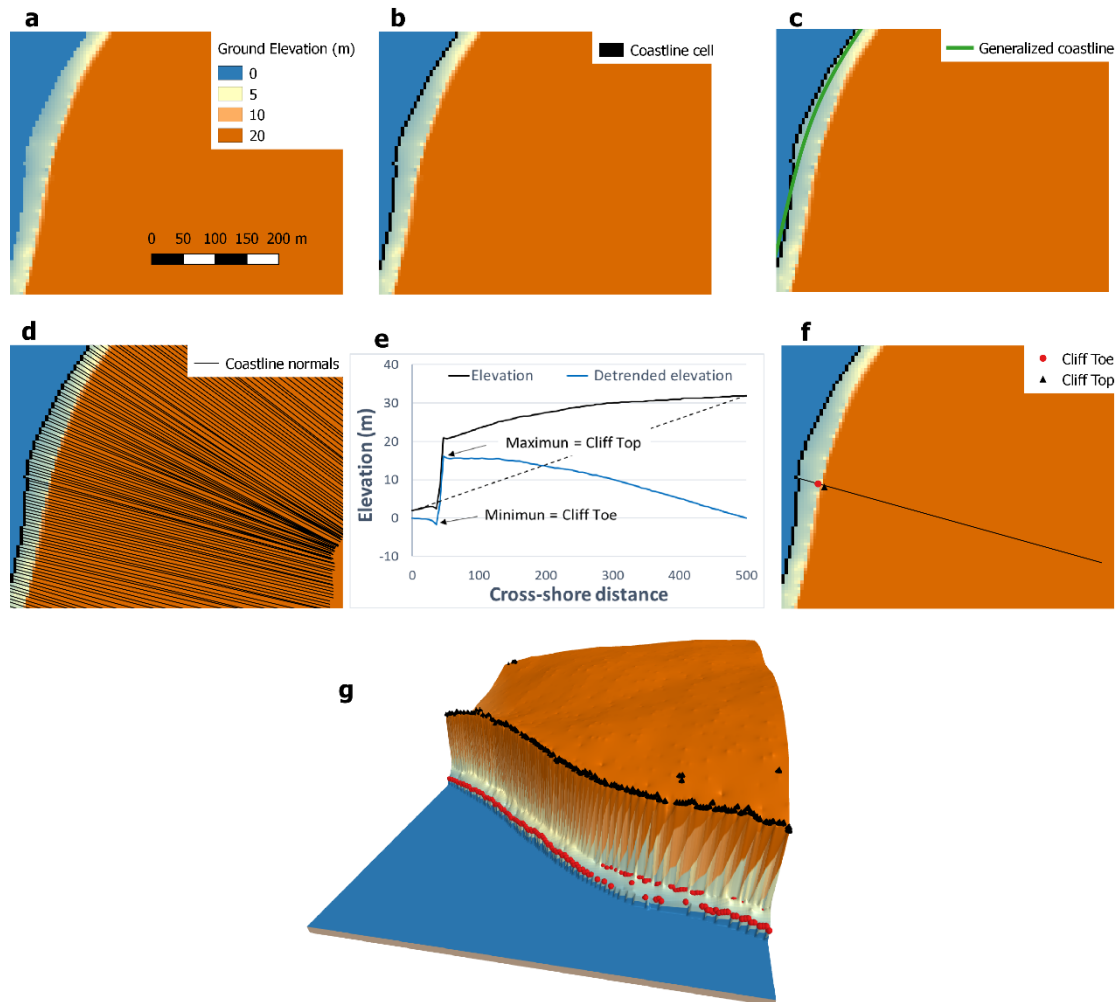 a
Ground Elevation (m)
0
5
10
20
0 50 100 150 200 m
b
Coastline cell
c
Generalized coastline
d
Coastline normals
e
40
30
20
10
0
-10
Elevation (m)
Elevation
Detrended elevation
Maximun = Cliff Top
Minimun = Cliff Toe
0 100 200 300 400 500
Cross-shore distance
f
Cliff Toe
Cliff Top
g